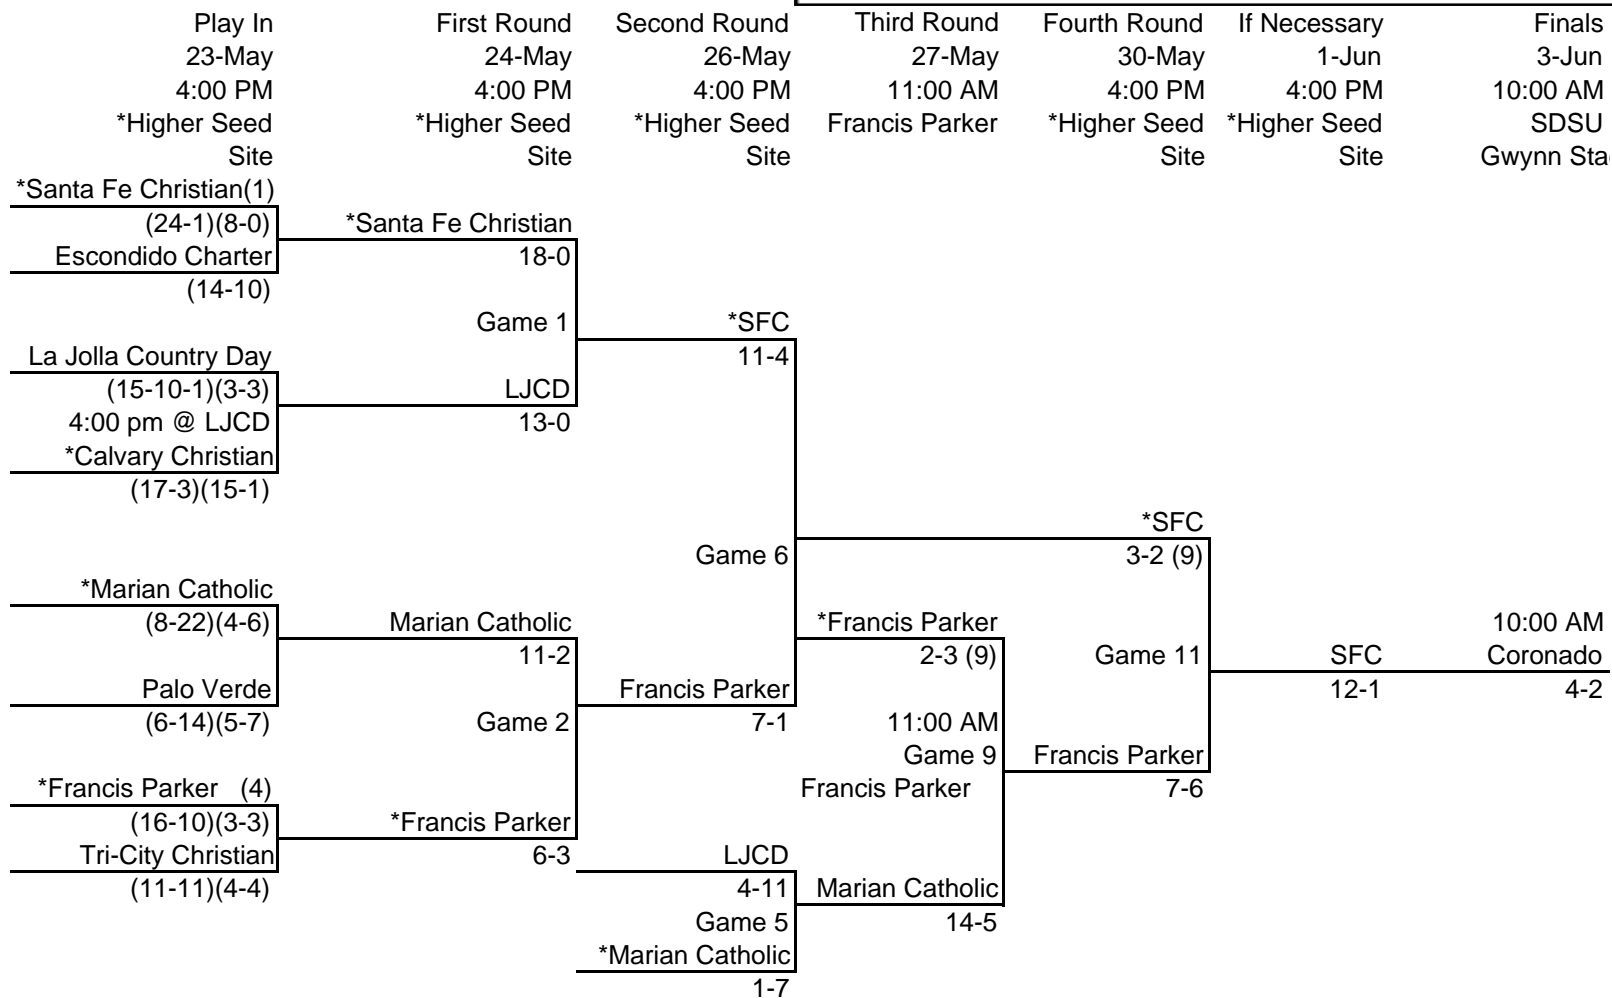 Play In First Round Second Round Third Round Fourth Round If Necessary Finals
23-May 24-May 26-May 27-May 30-May 1-Jun 3-Jun
4:00 PM 4:00 PM 4:00 PM 11:00 AM 4:00 PM 4:00 PM 10:00 AM
*Higher Seed *Higher Seed *Higher Seed Francis Parker *Higher Seed *Higher Seed SDSU
Site Site Site Site Site Gwynn
*Santa Fe Christian(1)
(24-1)(8-0) *Santa Fe Christian
Escondido Charter 18-0
(14-10)
Game 1 *SFC
La Jolla Country Day 11-4
(15-10-1)(3-3) LJCD
4:00 pm @ LJCD 13-0
*Calvary Christian
(17-3)(15-1)
*SFC
Game 6 3-2 (9)
*Marian Catholic
(8-22)(4-6) Marian Catholic *Francis Parker 10:00 AM
11-2 2-3 (9) Game 11 SFC Coronado
Palo Verde Francis Parker 12-1 4-2
(6-14)(5-7) Game 2 7-1 11:00 AM
Game 9 Francis Parker
*Francis Parker (4) Francis Parker 7-6
(16-10)(3-3) *Francis Parker
Tri-City Christian 6-3 LJCD
(11-11)(4-4) 4-11 Marian Catholic
Game 5 14-5
*Marian Catholic
1-7